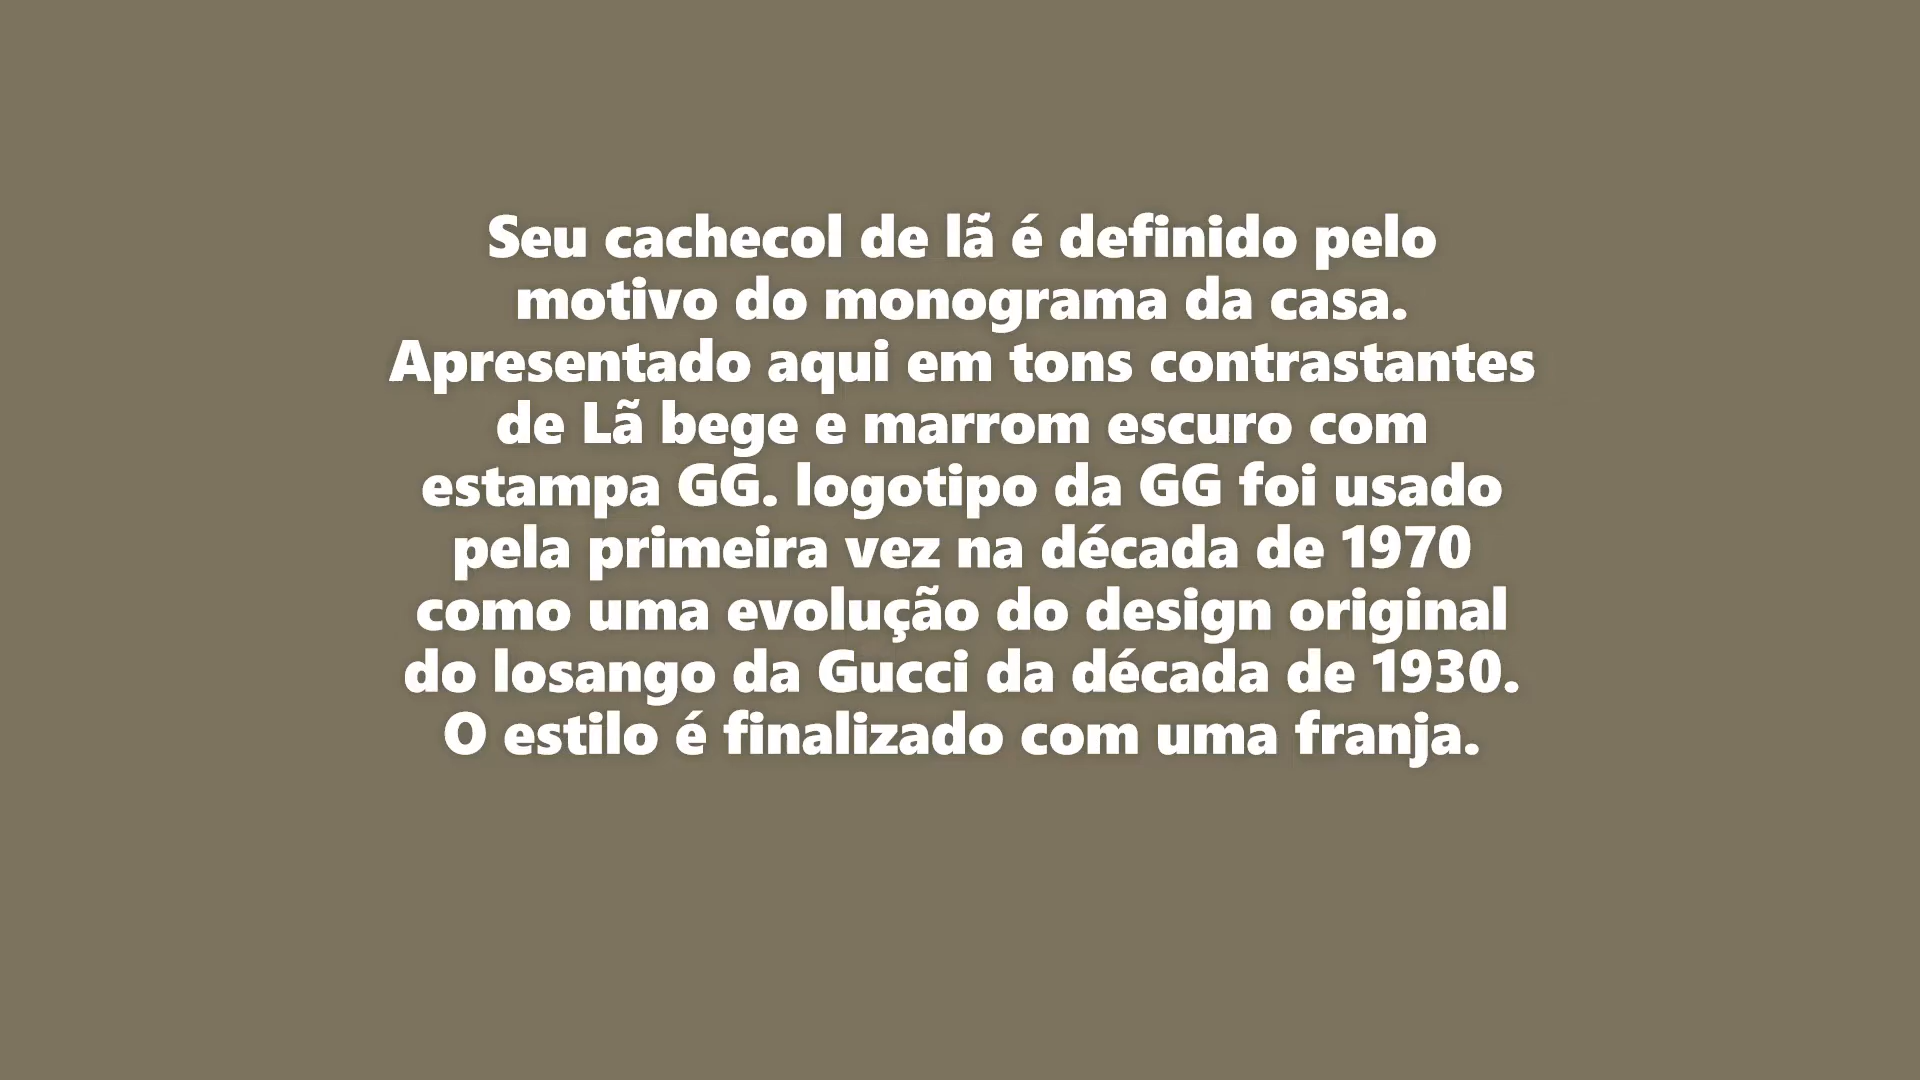 Seu cachecol de lã é definido pelo
motivo do monograma da casa.
Apresentado aqui em tons contrastantes
de Lã bege e marrom escuro com
estampa GG. logotipo da GG foi usado
pela primeira vez na década de 1970
como uma evolução do design original
do losango da Gucci da década de 1930.
O estilo é finalizado com uma franja.